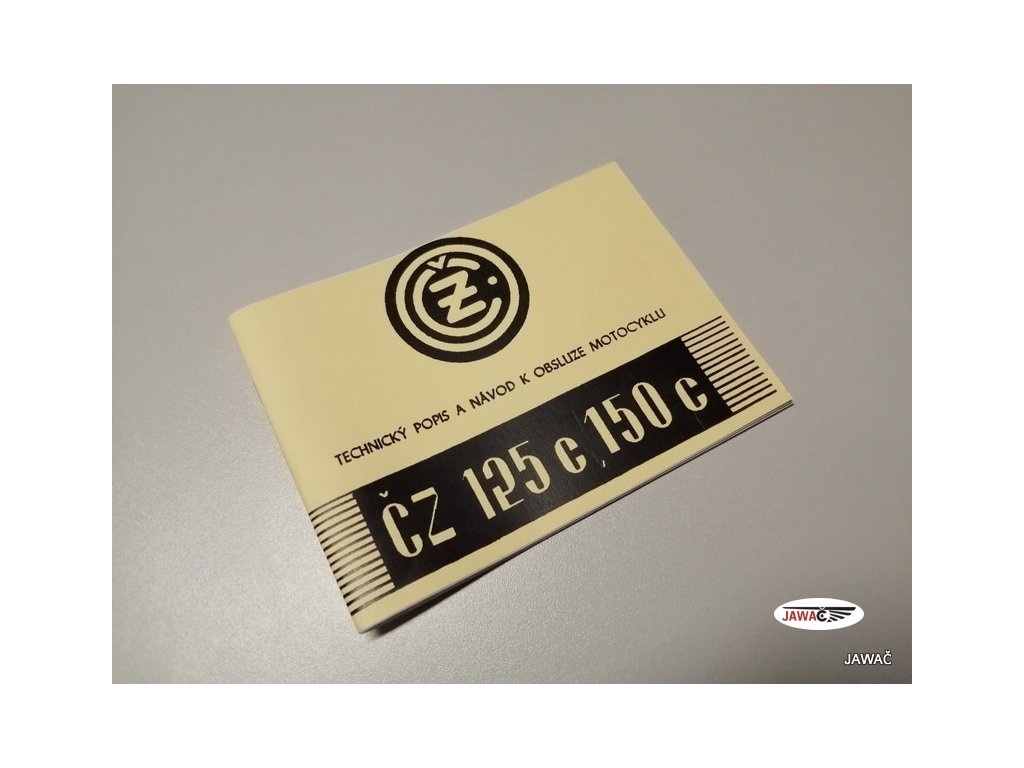 ČZ
TECHNICKÝ POPIS A NÁVOD K OBSLUZE MOTOCYKLU
ČZ 125 c, 150 c
JAWAČ
JAWAČ